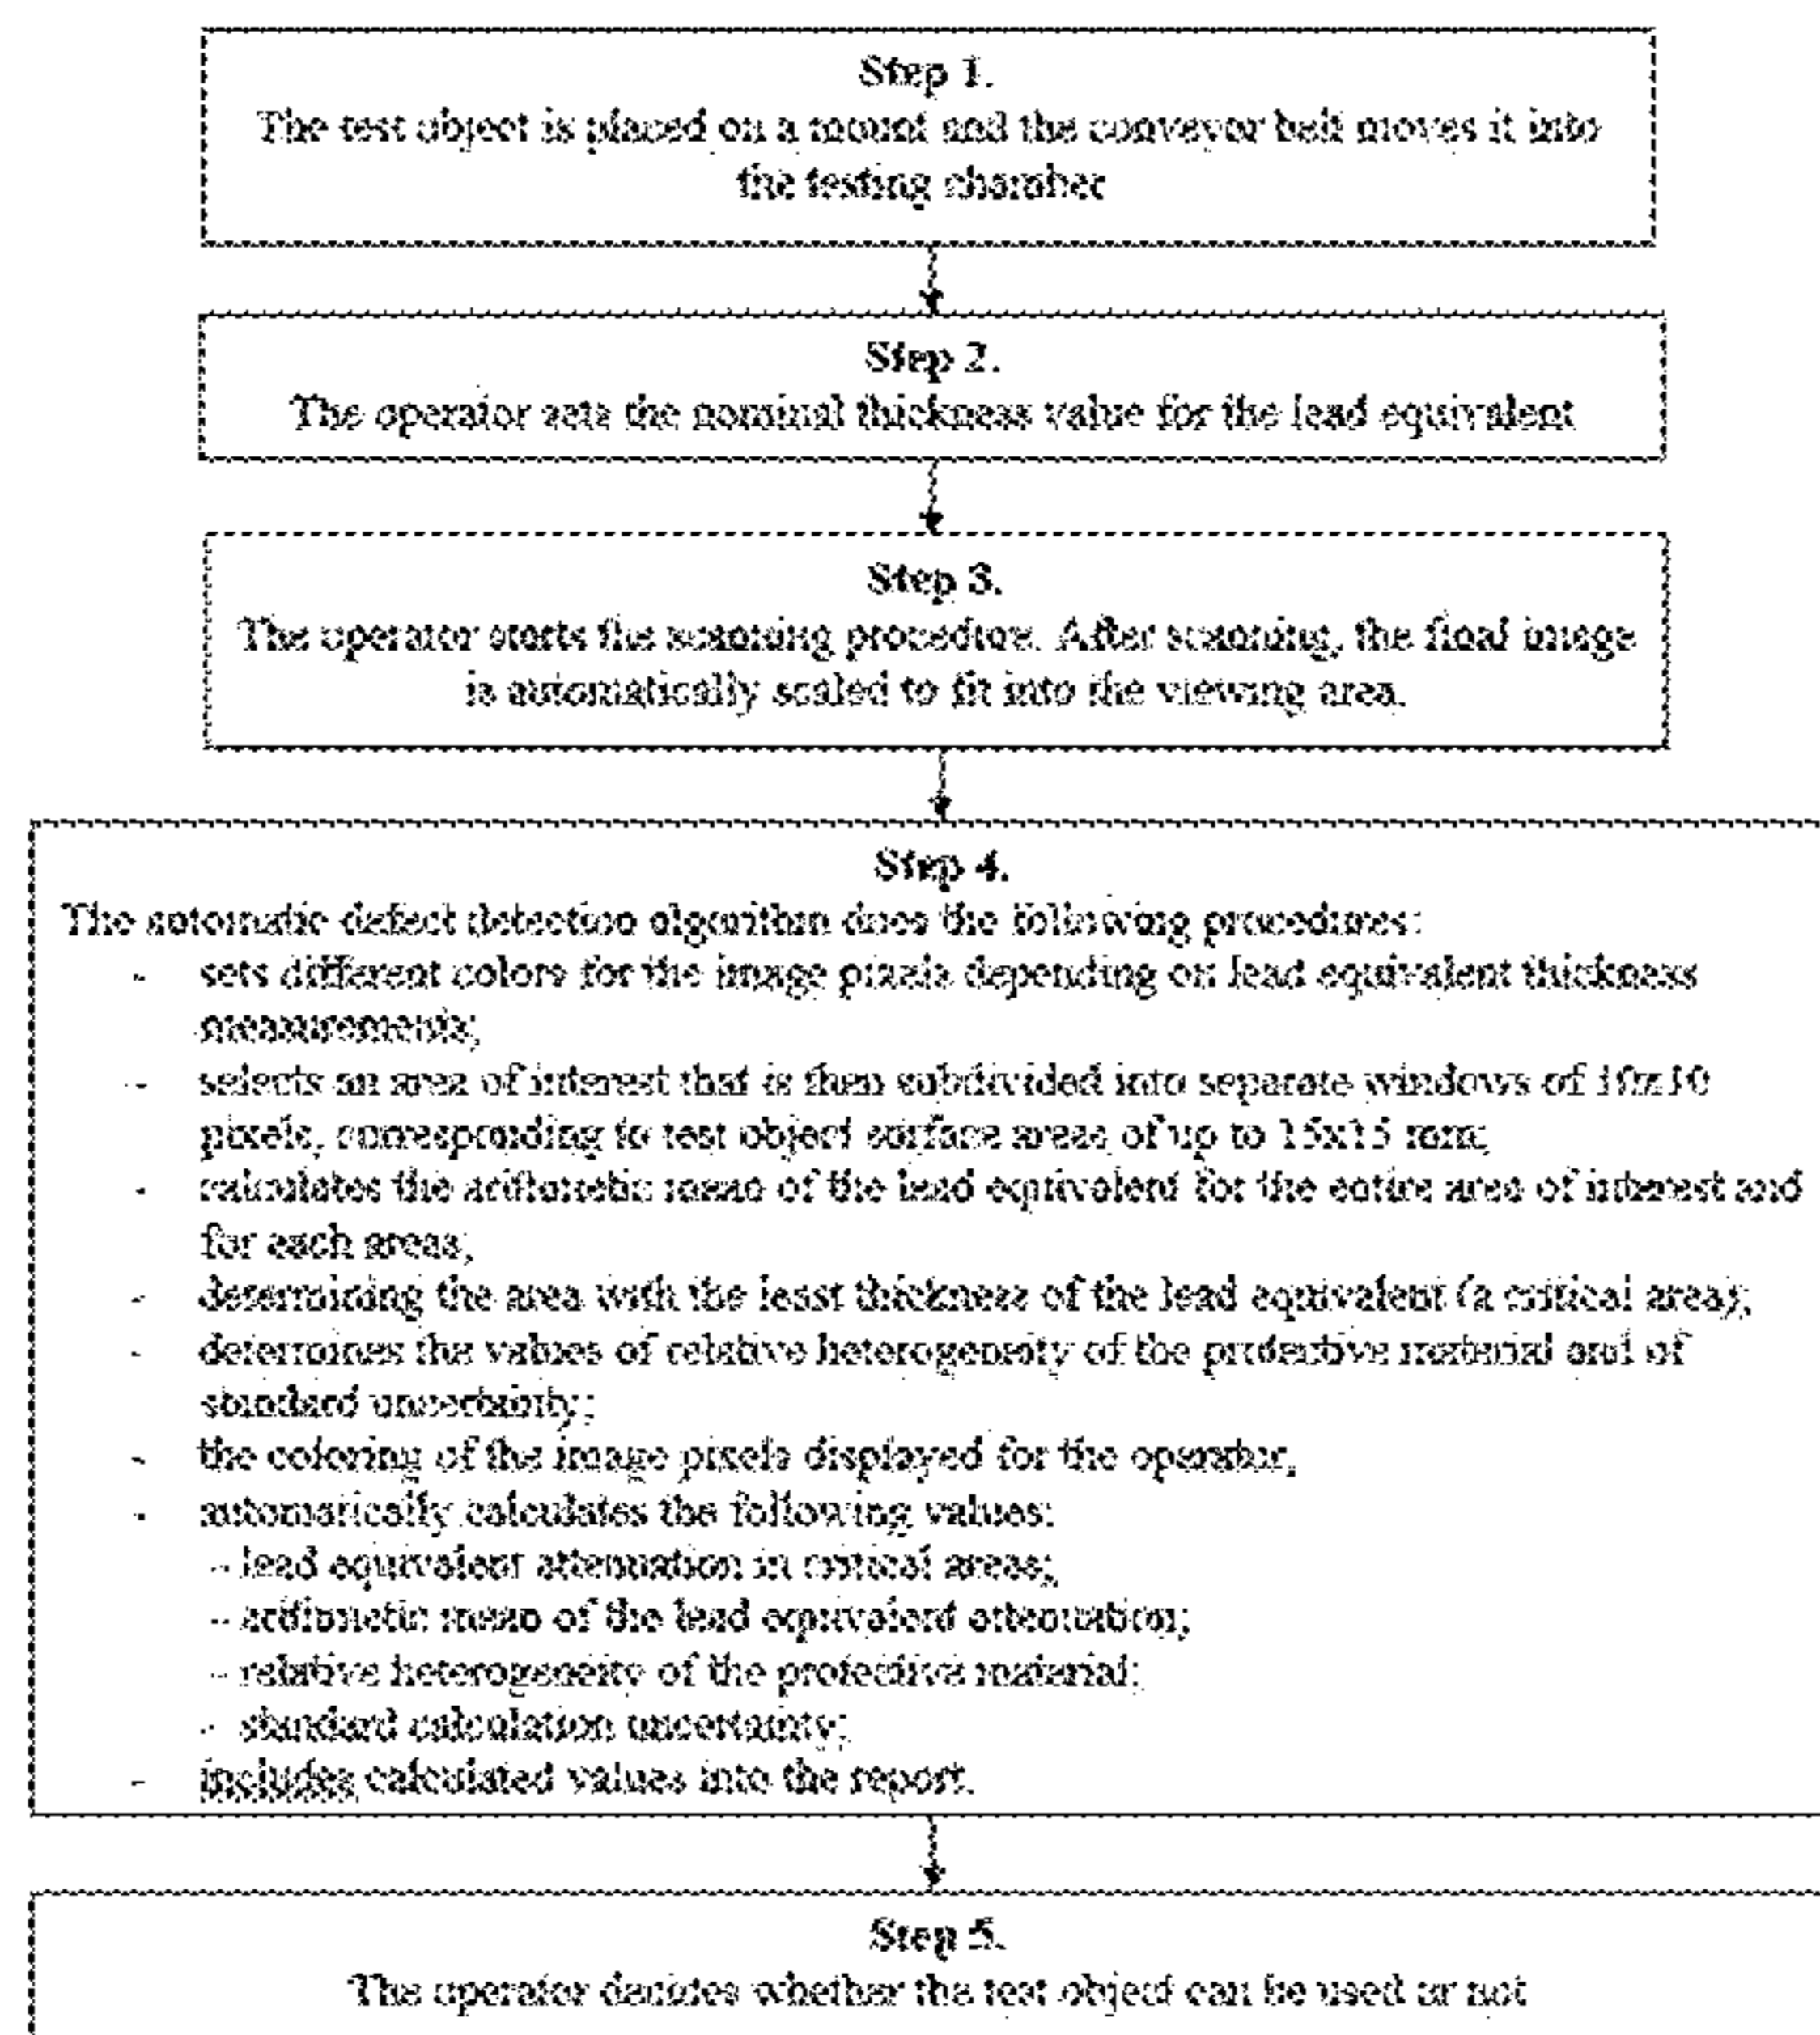 Step 1.
The test object is placed on a mount and the conveyor belt moves it into
the testing chamber
Step 2.
The operator sets the nominal thickness value for the lead equivalent
Step 3.
The operator starts the scanning procedure. After scanning, the final image
is automatically scaled to fit into the viewing area.
Step 4.
The automatic defect detection algorithm does the following procedures:
- sets different colors for the image pixels depending on lead equivalent thickness
measurements;
- selects an area of interest that is then subdivided into separate windows of 10x10
pixels, corresponding to test object surface areas of up to 15x15 mm;
- calculates the arithmetic mean of the lead equivalent for the entire area of interest and
for each areas;
- determining the area with the least thickness of the lead equivalent (a critical area);
- determines the values of relative heterogeneity of the protective material and of
standard uncertainty;
- the coloring of the image pixels displayed for the operator;
- automatically calculates the following values:
- lead equivalent attenuation in critical areas;
- arithmetic mean of the lead equivalent attenuation;
- relative heterogeneity of the protective material;
- standard calculation uncertainty;
- includes calculated values into the report.
Step 5.
The operator decides whether the test object can be used or not